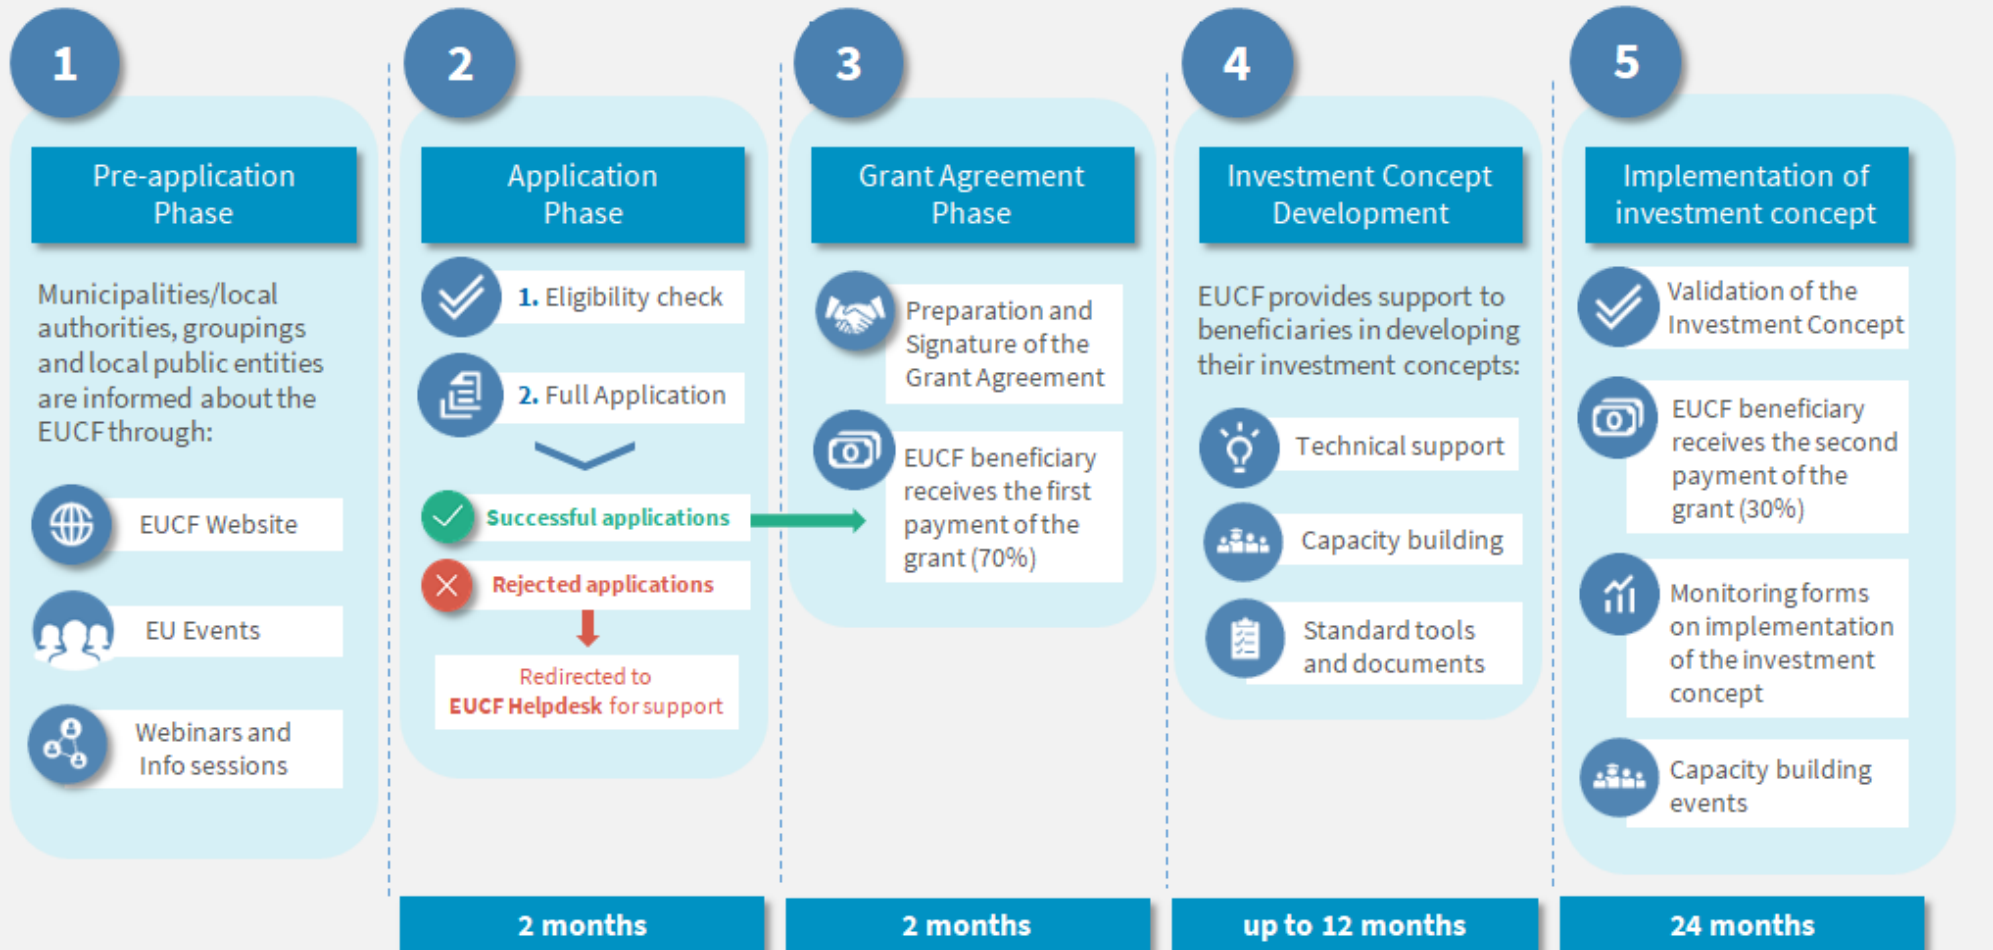 1
Pre-application
Phase
Municipalities/local
authorities, groupings
and local public entities
are informed about the
EUCF through:
EUCF Website
EU Events
Webinars and
Info sessions
2
Application
Phase
1. Eligibility check
2. Full Application
Successful applications
Rejected applications
Redirected to
EUCF Helpdesk for support
2 months
3
Grant Agreement
Phase
Preparation and
Signature of the
Grant Agreement
EUCF beneficiary
receives the first
payment of the
grant (70%)
2 months
4
Investment Concept
Development
EUCF provides support to
beneficiaries in developing
their investment concepts:
Technical support
Capacity building
Standard tools
and documents
up to 12 months
5
Implementation of
investment concept
Validation of the
Investment Concept
EUCF beneficiary
receives the second
payment of the
grant (30%)
Monitoring forms
on implementation
of the investment
concept
Capacity building
events
24 months